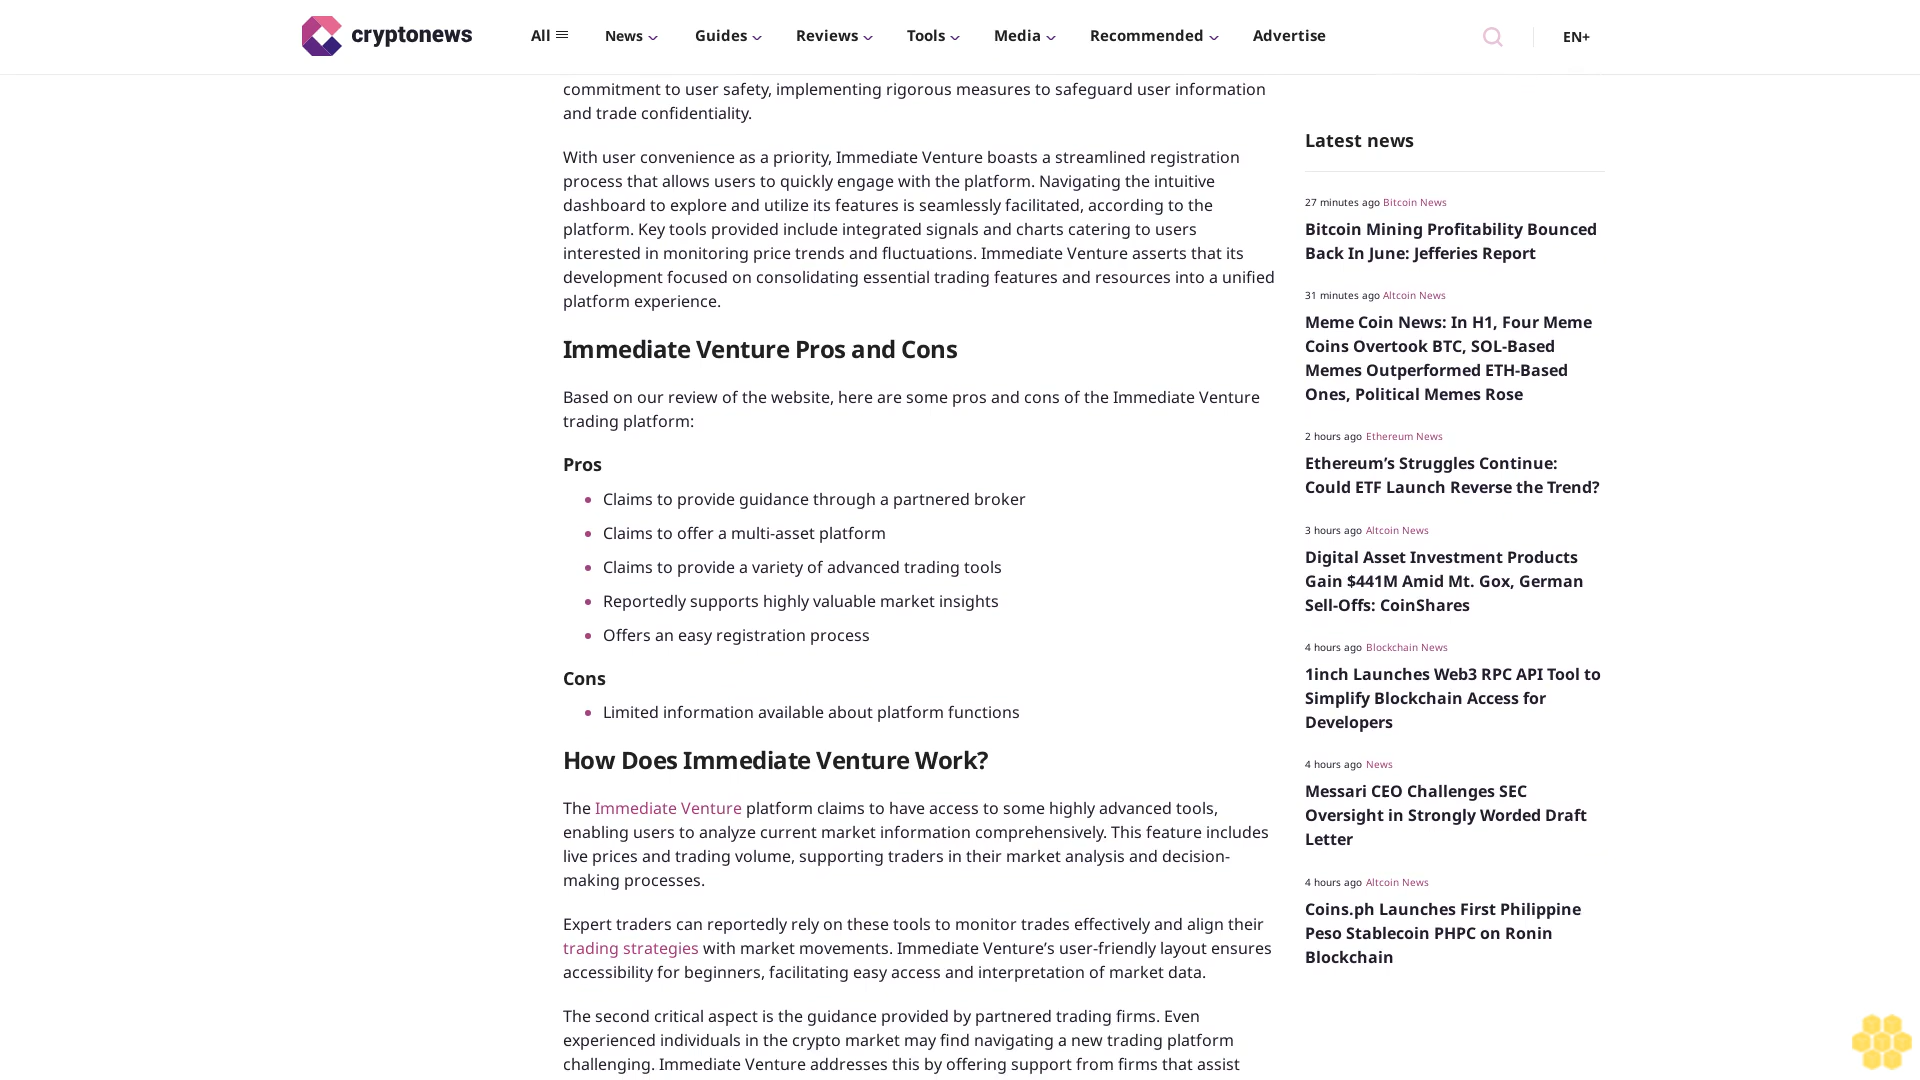 cryptonews
All
News
Guides
Reviews
Tools
Media
Recommended
Advertise
EN+
commitment to user safety, implementing rigorous measures to safeguard user information
and trade confidentiality.
With user convenience as a priority, Immediate Venture boasts a streamlined registration
process that allows users to quickly engage with the platform. Navigating the intuitive
dashboard to explore and utilize its features is seamlessly facilitated, according to the
platform. Key tools provided include integrated signals and charts catering to users
interested in monitoring price trends and fluctuations. Immediate Venture asserts that its
development focused on consolidating essential trading features and resources into a unified
platform experience.
Immediate Venture Pros and Cons
Based on our review of the website, here are some pros and cons of the Immediate Venture
trading platform:
Pros
Claims to provide guidance through a partnered broker
Claims to offer a multi-asset platform
Claims to provide a variety of advanced trading tools
Reportedly supports highly valuable market insights
Offers an easy registration process
Cons
Limited information available about platform functions
How Does Immediate Venture Work?
The Immediate Venture platform claims to have access to some highly advanced tools,
enabling users to analyze current market information comprehensively. This feature includes
live prices and trading volume, supporting traders in their market analysis and decision-
making processes.
Expert traders can reportedly rely on these tools to monitor trades effectively and align their
trading strategies with market movements. Immediate Venture’s user-friendly layout ensures
accessibility for beginners, facilitating easy access and interpretation of market data.
The second critical aspect is the guidance provided by partnered trading firms. Even
experienced individuals in the crypto market may find navigating a new trading platform
challenging. Immediate Venture addresses this by offering support from firms that assist
Latest news
27 minutes ago Bitcoin News
Bitcoin Mining Profitability Bounced
Back In June: Jefferies Report
31 minutes ago Altcoin News
Meme Coin News: In H1, Four Meme
Coins Overtook BTC, SOL-Based
Memes Outperformed ETH-Based
Ones, Political Memes Rose
2 hours ago Ethereum News
Ethereum’s Struggles Continue:
Could ETF Launch Reverse the Trend?
3 hours ago Altcoin News
Digital Asset Investment Products
Gain $441M Amid Mt. Gox, German
Sell-Offs: CoinShares
4 hours ago Blockchain News
1inch Launches Web3 RPC API Tool to
Simplify Blockchain Access for
Developers
4 hours ago News
Messari CEO Challenges SEC
Oversight in Strongly Worded Draft
Letter
4 hours ago Altcoin News
Coins.ph Launches First Philippine
Peso Stablecoin PHPC on Ronin
Blockchain